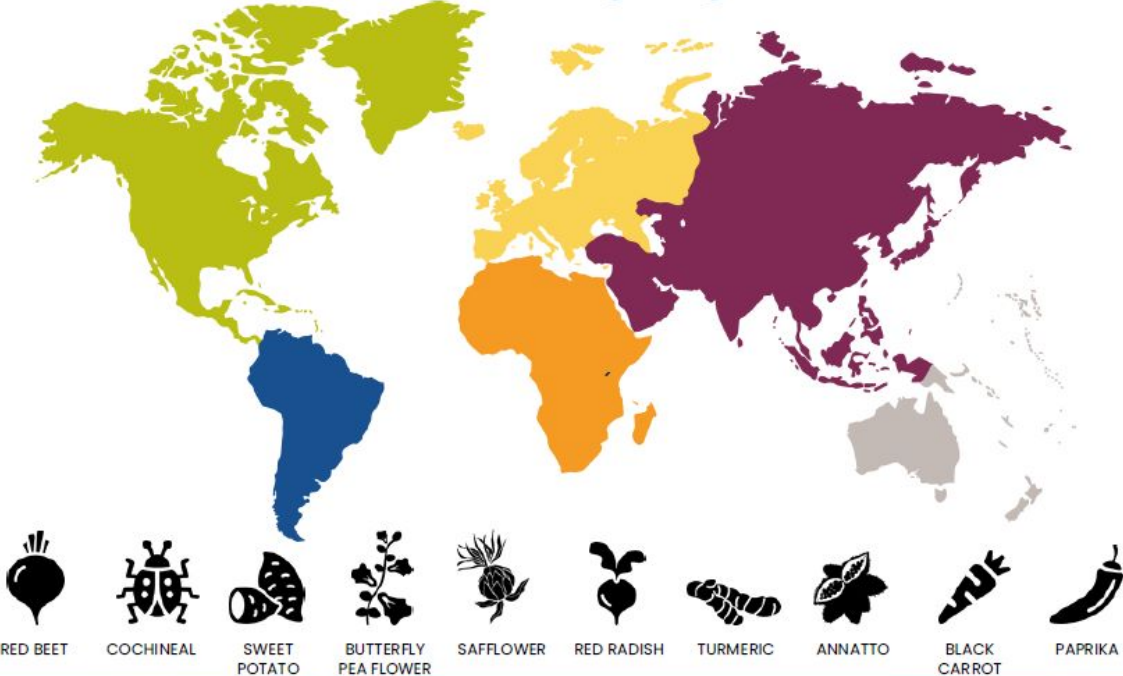 RED BEET
COCHINEAL
SWEET
POTATO
BUTTERFLY
PEA FLOWER
SAFFLOWER
RED RADISH
TURMERIC
ANNATTO
BLACK
CARROT
PAPRIKA